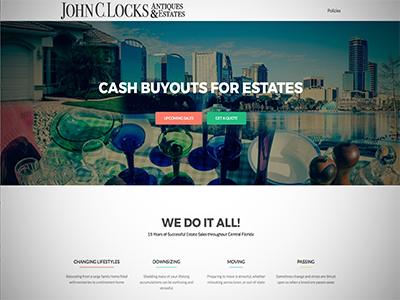 JOHN C. LOCKS ANTIQUES & ESTATES
Policies
CASH BUYOUTS FOR ESTATES
UPCOMING SALES
GET A QUOTE
WE DO IT ALL!
15 Years of Successful Estate Sales throughout Central Florida
CHANGING LIFESTYLES
Relocating from a large family home filled
with memories to a retirement home
DOWNSIZING
Shedding many of your lifelong
accumulations can be confusing and
stressful
MOVING
Preparing to move is stressful, whether
relocating across town, or out-of-state
PASSING
Sometimes change and stress are thrust
upon us when a loved one passes away